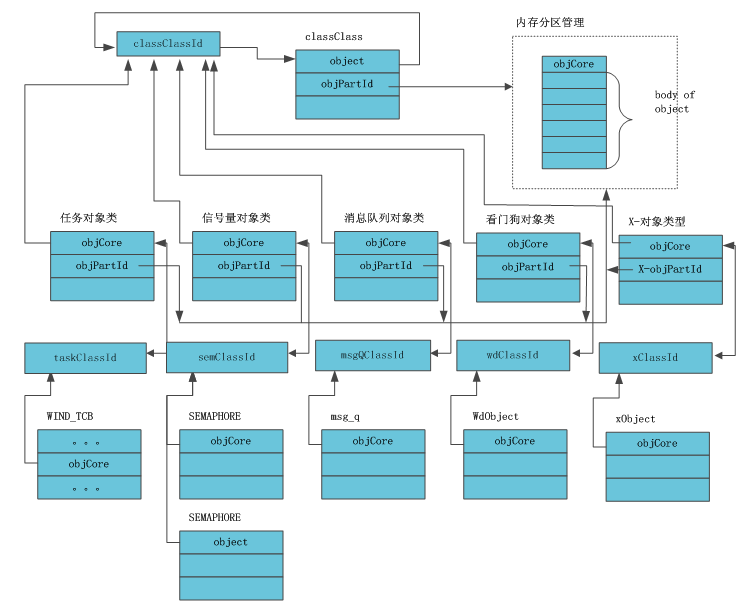 classClassId
classClass
object
objPartId
内存分区管理
objCore
body of
object
任务对象类
objCore
objPartId
信号量对象类
objCore
objPartId
消息队列对象类
objCore
objPartId
看门狗对象类
objCore
objPartId
X-对象类型
objCore
X-objPartId
taskClassId
semClassId
msgQClassId
wdClassId
xClassId
WIND_TCB
。。。
objCore
。。。
SEMAPHORE
objCore
msg_q
objCore
WdObject
objCore
xObject
objCore
SEMAPHORE
object